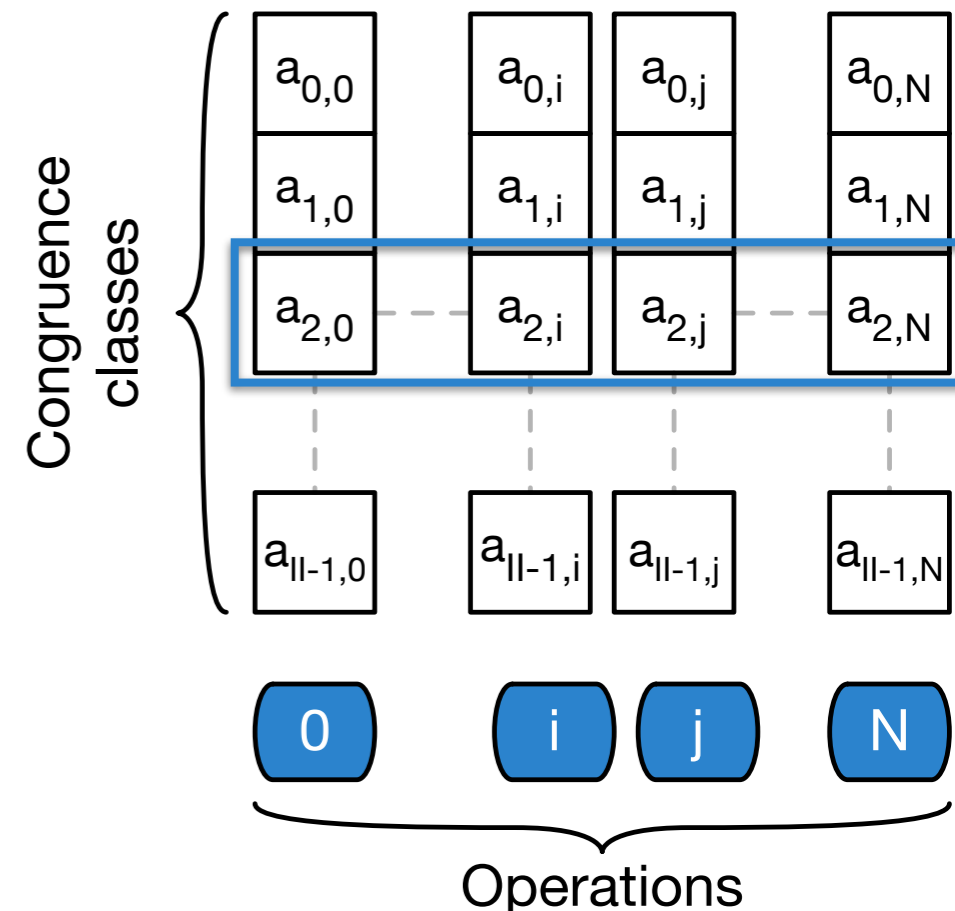 Congruence
classes
a0,0 a0,i a0,j a0,N
a1,0 a1,i a1,j a1,N
a2,0 a2,i a2,j a2,N
aII-1,0 aII-1,i aII-1,j aII-1,N
0 i j N
Operations